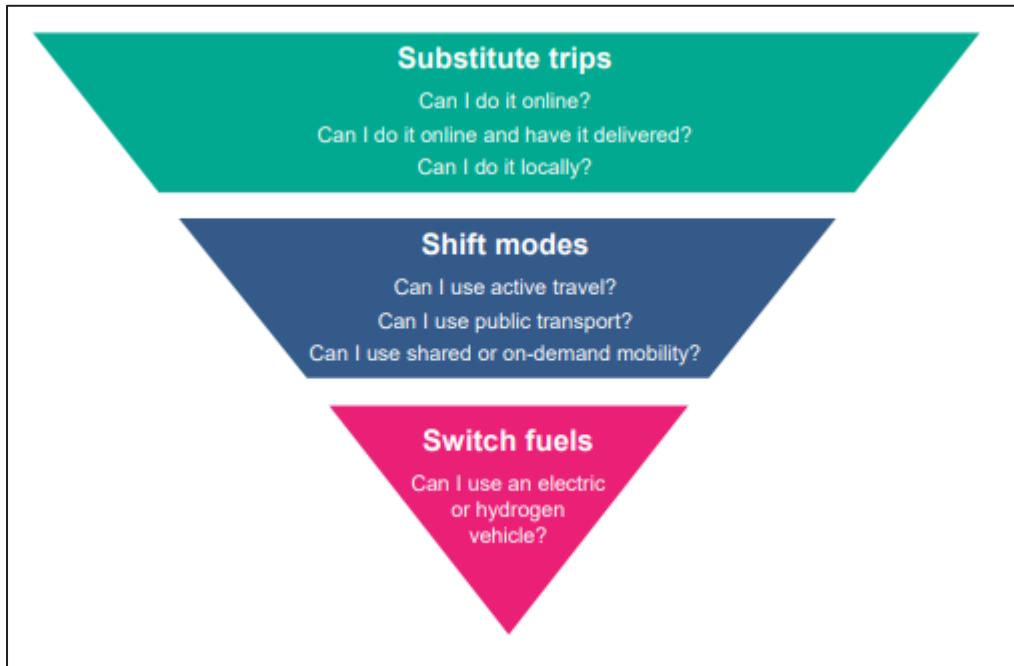 Substitute trips
Can I do it online?
Can I do it online and have it delivered?
Can I do it locally?
Shift modes
Can I use active travel?
Can I use public transport?
Can I use shared or on-demand mobility?
Switch fuels
Can I use an electric
or hydrogen
vehicle?